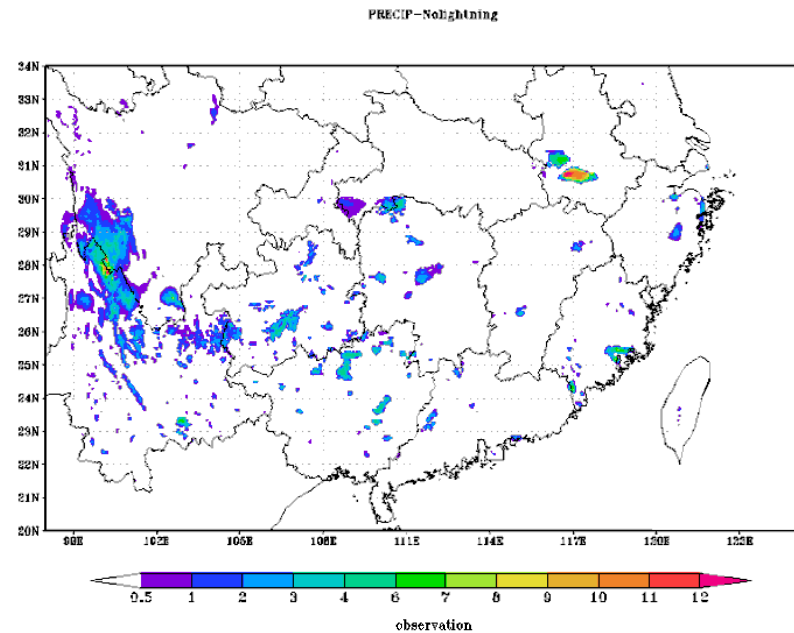 PRECIP-Nolightning
34N
33N
32N
31N
30N
29N
28N
27N
26N
25N
24N
23N
22N
21N
20N
99E 102E 105E 108E 111E 114E 117E 120E 123E
0.5 1 2 3 4 6 7 8 9 10 11 12
observation